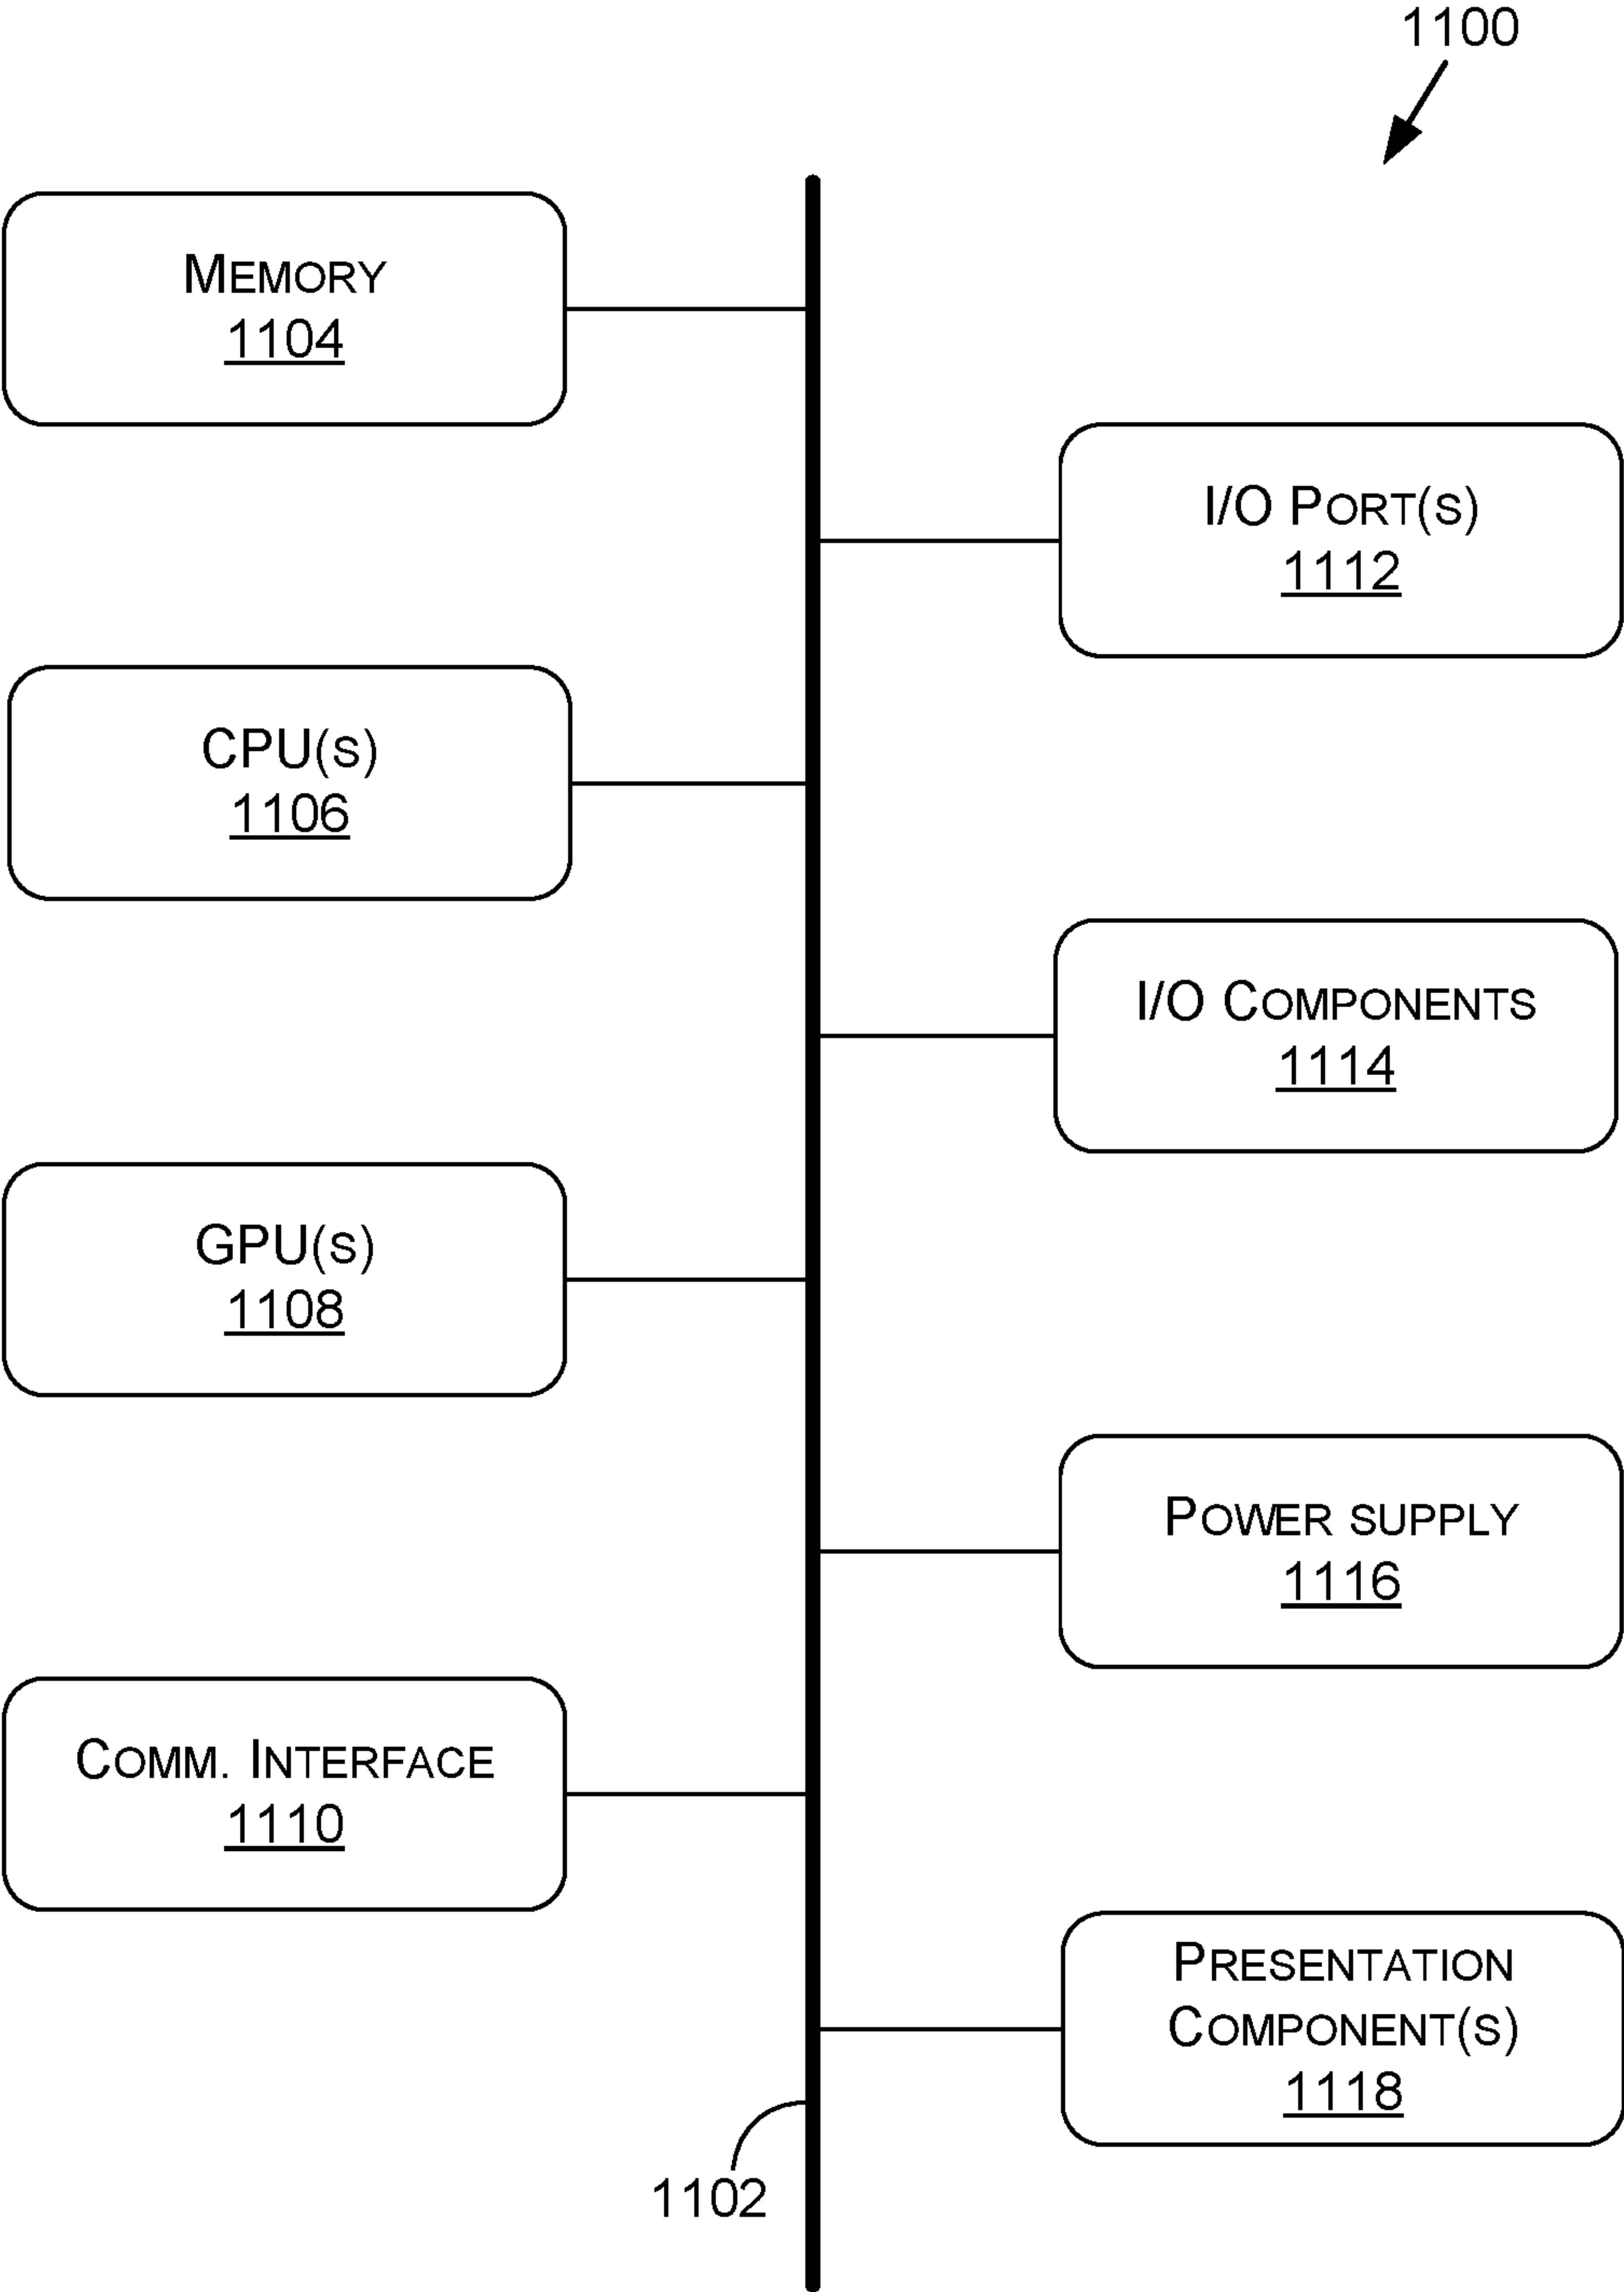 1100
MEMORY
1104
I/O PORT(S)
1112
CPU(S)
1106
I/O COMPONENTS
1114
GPU(S)
1108
POWER SUPPLY
1116
COMM. INTERFACE
1110
PRESENTATION
COMPONENT(S)
1118
1102